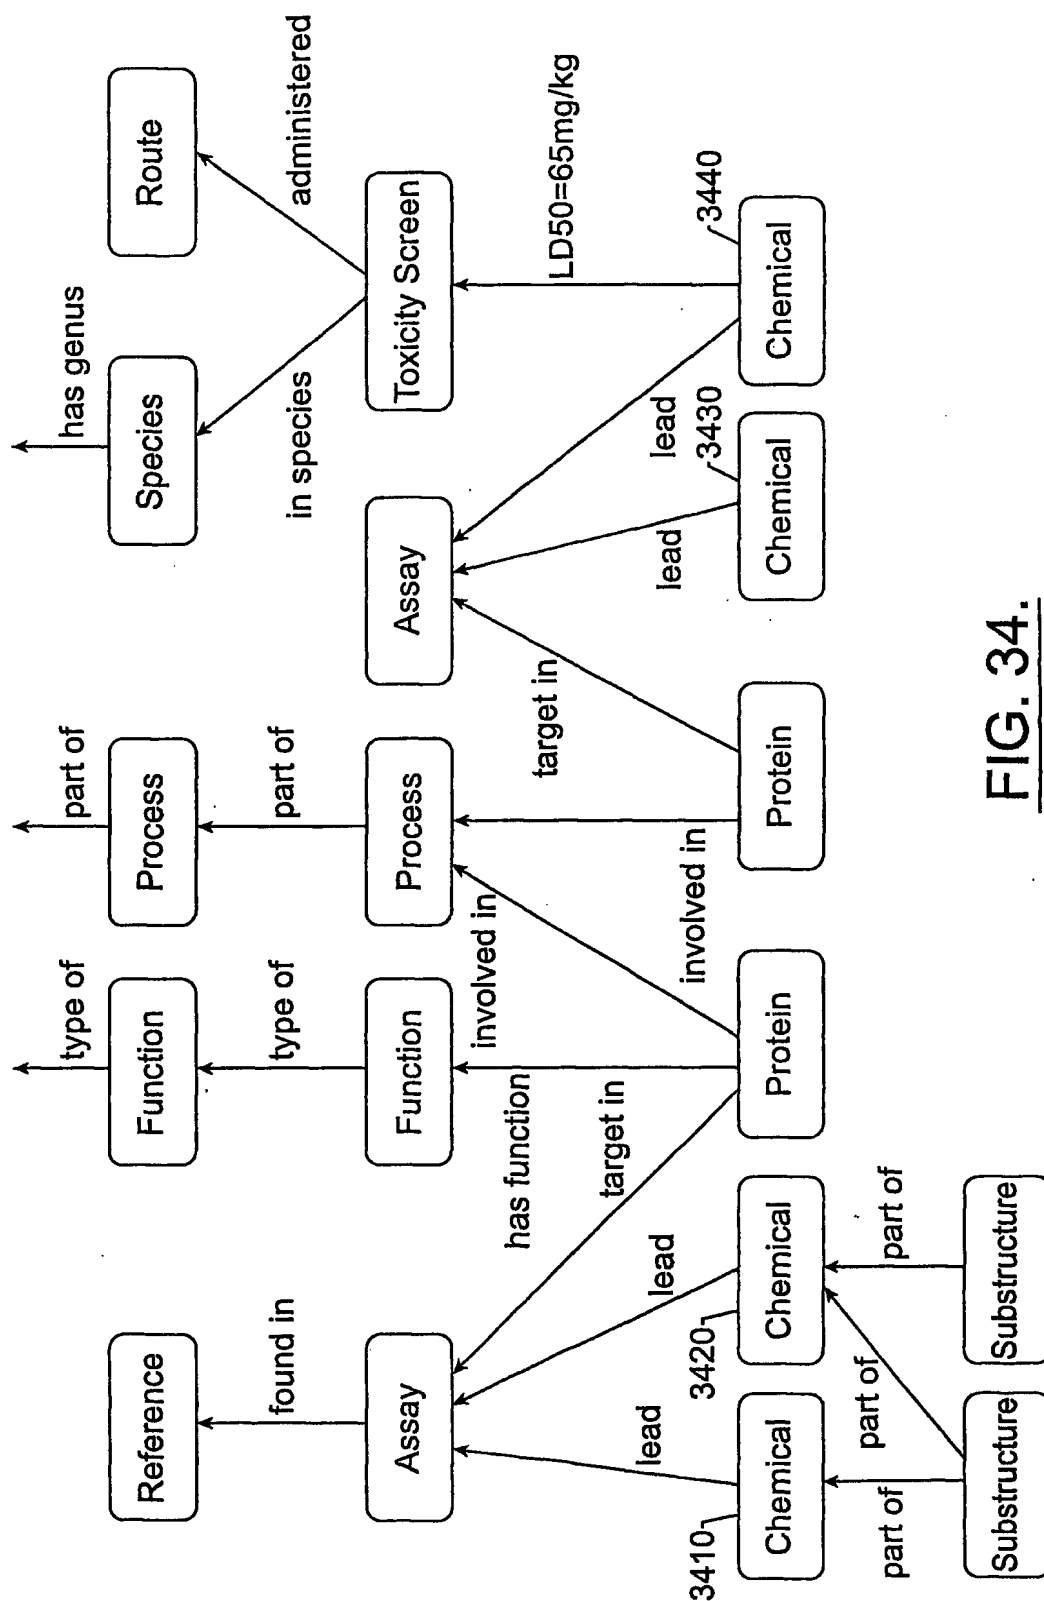 type of
part of
has genus
Reference
Function
Process
Species
Route
found in
type of
part of
in species
administered
Assay
Function
Process
Assay
Toxicity Screen
lead
lead
has function
target in
involved in
involved in
target in
lead
lead
LD50=65mg/kg
3410
3420
3430
3440
Chemical
Chemical
Protein
Protein
Chemical
Chemical
part of
part of
part of
Substructure
Substructure
FIG. 34.